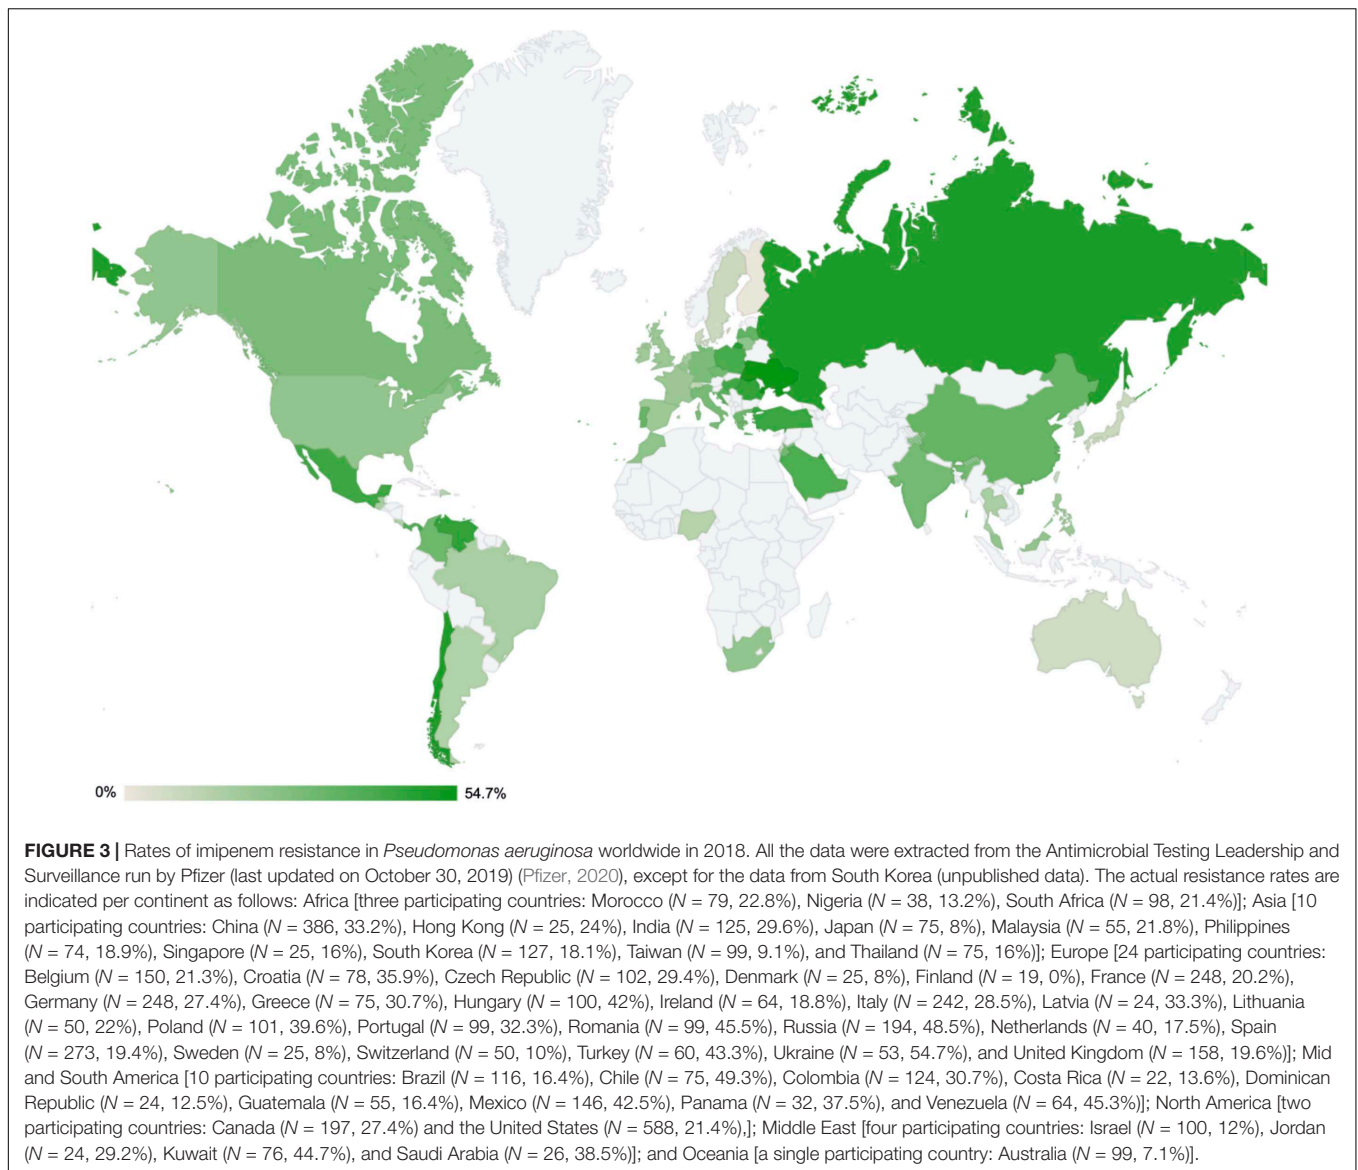 0%
54.7%
FIGURE 3 | Rates of imipenem resistance in Pseudomonas aeruginosa worldwide in 2018. All the data were extracted from the Antimicrobial Testing Leadership and
Surveillance run by Pfizer (last updated on October 30, 2019) (Pfizer, 2020), except for the data from South Korea (unpublished data). The actual resistance rates are
indicated per continent as follows: Africa [three participating countries: Morocco (N = 79, 22.8%), Nigeria (N = 38, 13.2%), South Africa (N = 98, 21.4%)]; Asia [10
participating countries: China (N = 386, 33.2%), Hong Kong (N = 25, 24%), India (N = 125, 29.6%), Japan (N = 75, 8%), Malaysia (N = 55, 21.8%), Philippines
(N = 74, 18.9%), Singapore (N = 25, 16%), South Korea (N = 127, 18.1%), Taiwan (N = 99, 9.1%), and Thailand (N = 75, 16%)]; Europe [24 participating countries:
Belgium (N = 150, 21.3%), Croatia (N = 78, 35.9%), Czech Republic (N = 102, 29.4%), Denmark (N = 25, 8%), Finland (N = 19, 0%), France (N = 248, 20.2%),
Germany (N = 248, 27.4%), Greece (N = 75, 30.7%), Hungary (N = 100, 42%), Ireland (N = 64, 18.8%), Italy (N = 242, 28.5%), Latvia (N = 24, 33.3%), Lithuania
(N = 50, 22%), Poland (N = 101, 39.6%), Portugal (N = 99, 32.3%), Romania (N = 99, 45.5%), Russia (N = 194, 48.5%), Netherlands (N = 40, 17.5%), Spain
(N = 273, 19.4%), Sweden (N = 25, 8%), Switzerland (N = 50, 10%), Turkey (N = 60, 43.3%), Ukraine (N = 53, 54.7%), and United Kingdom (N = 158, 19.6%)]; Mid
and South America [10 participating countries: Brazil (N = 116, 16.4%), Chile (N = 75, 49.3%), Colombia (N = 124, 30.7%), Costa Rica (N = 22, 13.6%), Dominican
Republic (N = 24, 12.5%), Guatemala (N = 55, 16.4%), Mexico (N = 146, 42.5%), Panama (N = 32, 37.5%), and Venezuela (N = 64, 45.3%)]; North America [two
participating countries: Canada (N = 197, 27.4%) and the United States (N = 588, 21.4%),]; Middle East [four participating countries: Israel (N = 100, 12%), Jordan
(N = 24, 29.2%), Kuwait (N = 76, 44.7%), and Saudi Arabia (N = 26, 38.5%)]; and Oceania [a single participating country: Australia (N = 99, 7.1%)].